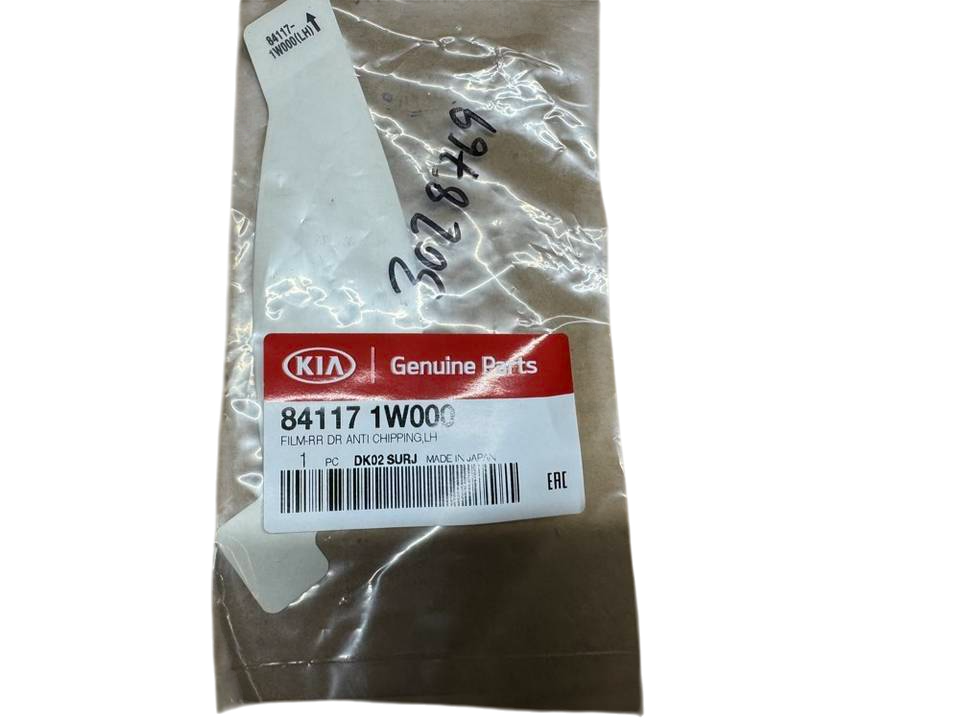 84117-
1W000(LH)
3028469
KIA | Genuine Parts
84117 1W000
FILM-RR DR ANTI CHIPPING,LH
1 PC DK02 SURJ MADE IN JAPAN
EAC